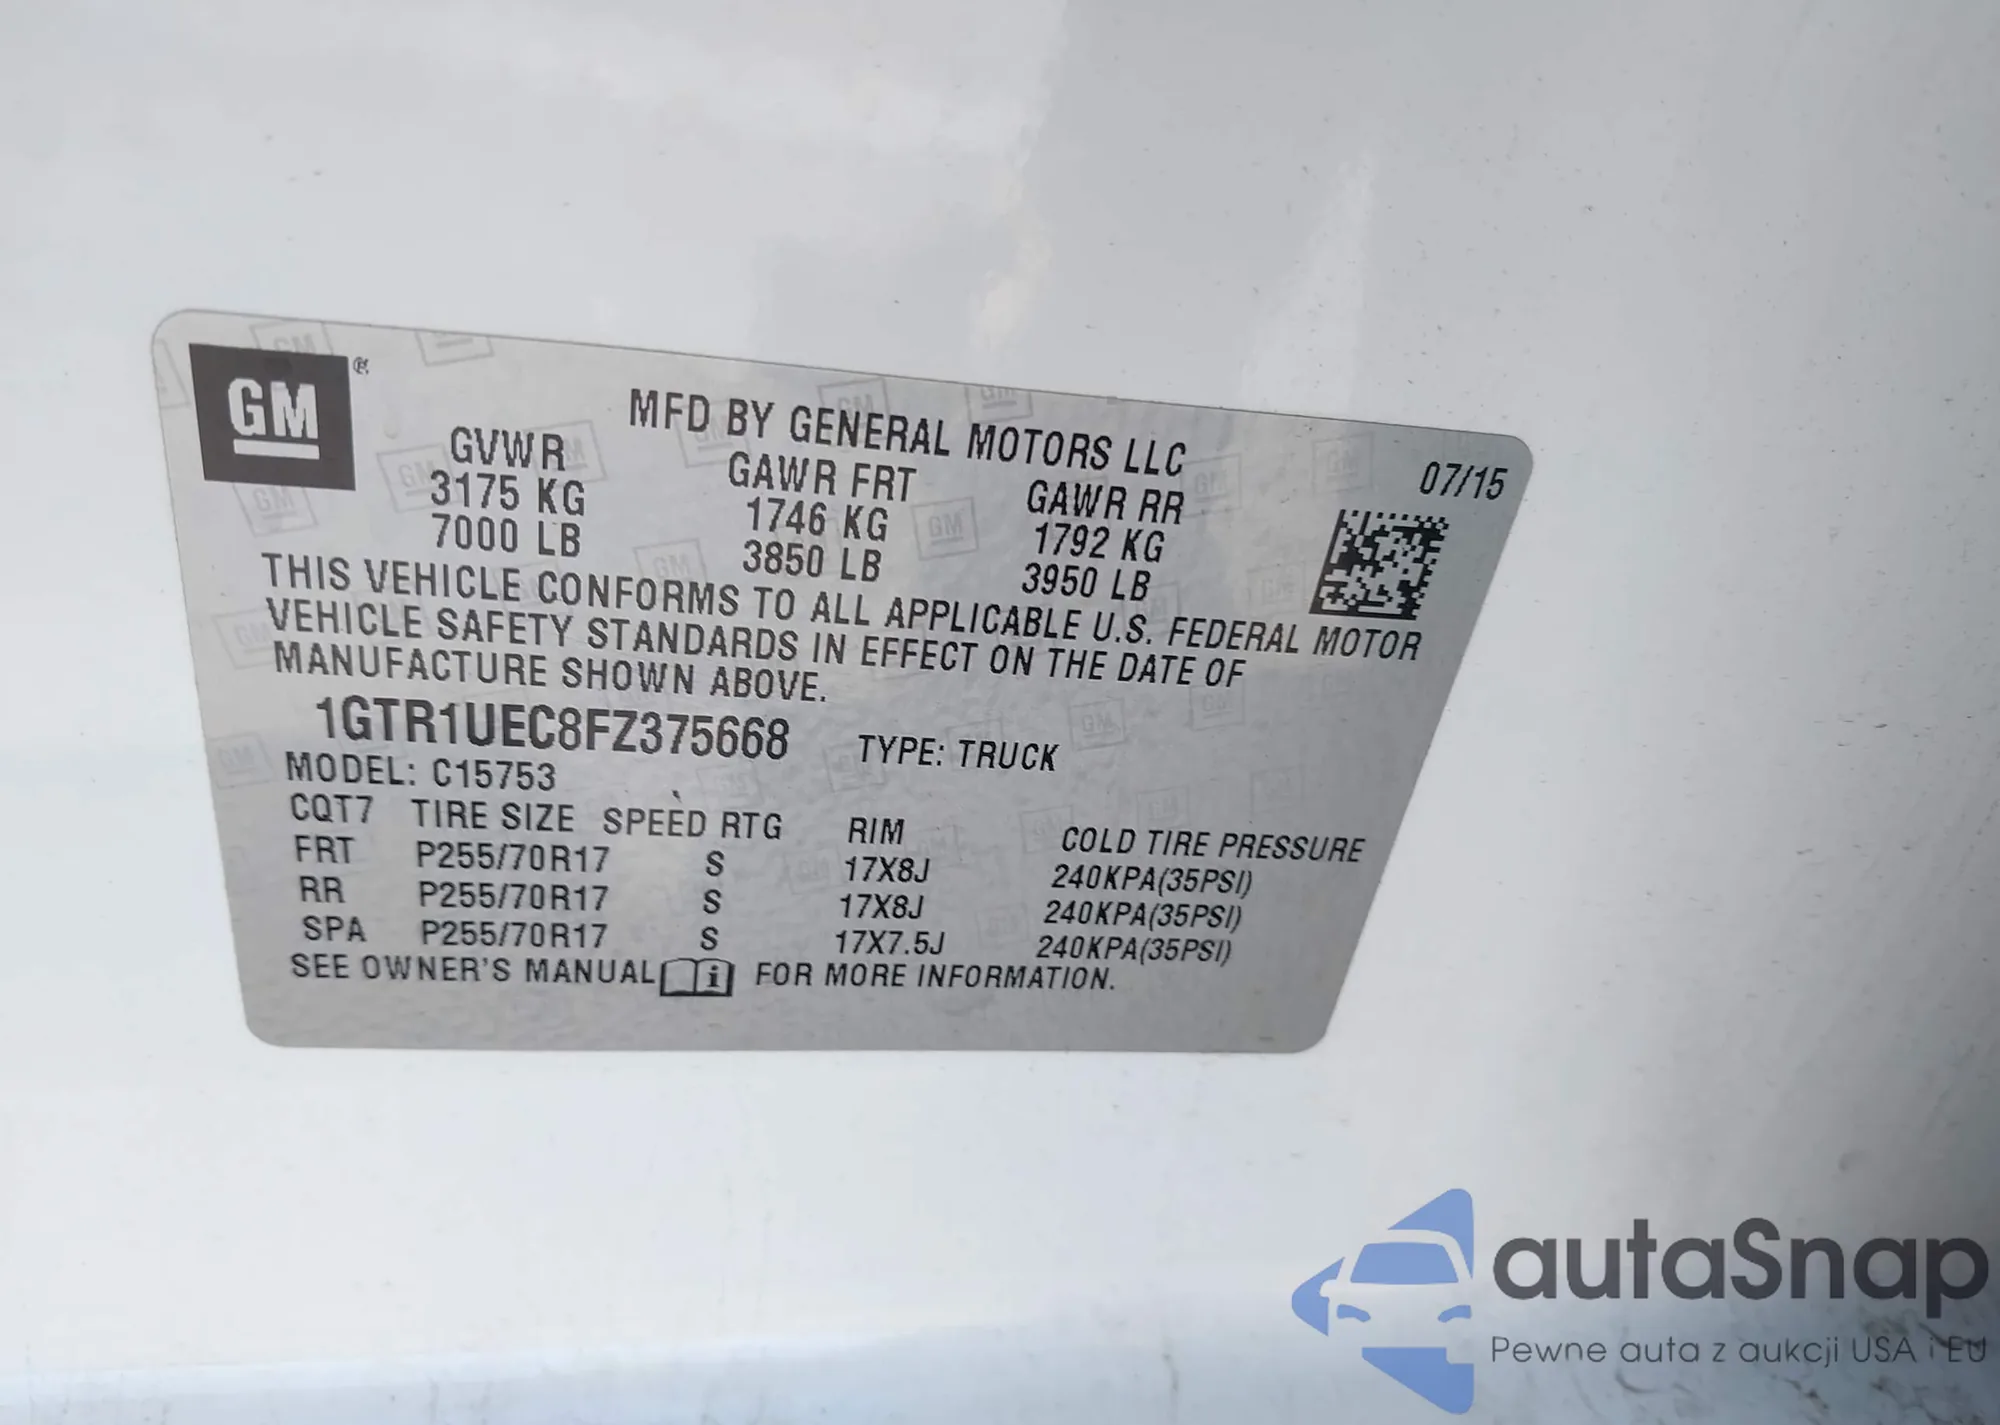 GM®
MFD BY GENERAL MOTORS LLC
07/15
GVWR GAWR FRT GAWR RR
3175 KG 1746 KG 1792 KG
7000 LB 3850 LB 3950 LB
THIS VEHICLE CONFORMS TO ALL APPLICABLE U.S. FEDERAL MOTOR
VEHICLE SAFETY STANDARDS IN EFFECT ON THE DATE OF
MANUFACTURE SHOWN ABOVE.
1GTR1UEC8FZ375668 TYPE: TRUCK
MODEL: C15753
CQT7 TIRE SIZE SPEED RTG RIM COLD TIRE PRESSURE
FRT P255/70R17 S 17X8J 240KPA(35PSI)
RR P255/70R17 S 17X8J 240KPA(35PSI)
SPA P255/70R17 S 17X7.5J 240KPA(35PSI)
SEE OWNER'S MANUAL i FOR MORE INFORMATION.
autaSnap
Pewne auta z aukcji USA i EU